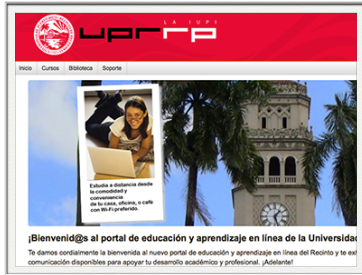 LA IUPI
uprrp
Inicio Cursos Biblioteca Soporte
Estudia a distancia desde
la comodidad y
conveniencia
de tu casa, oficina, o café
con Wi-Fi preferido.
¡Bienvenid@s al portal de educación y aprendizaje en línea de la Universidad
Te damos cordialmente la bienvenida al nuevo portal de educación y aprendizaje en línea del Recinto y te
comunicación disponibles para apoyar tu desarrollo académico y profesional. ¡Adelante!